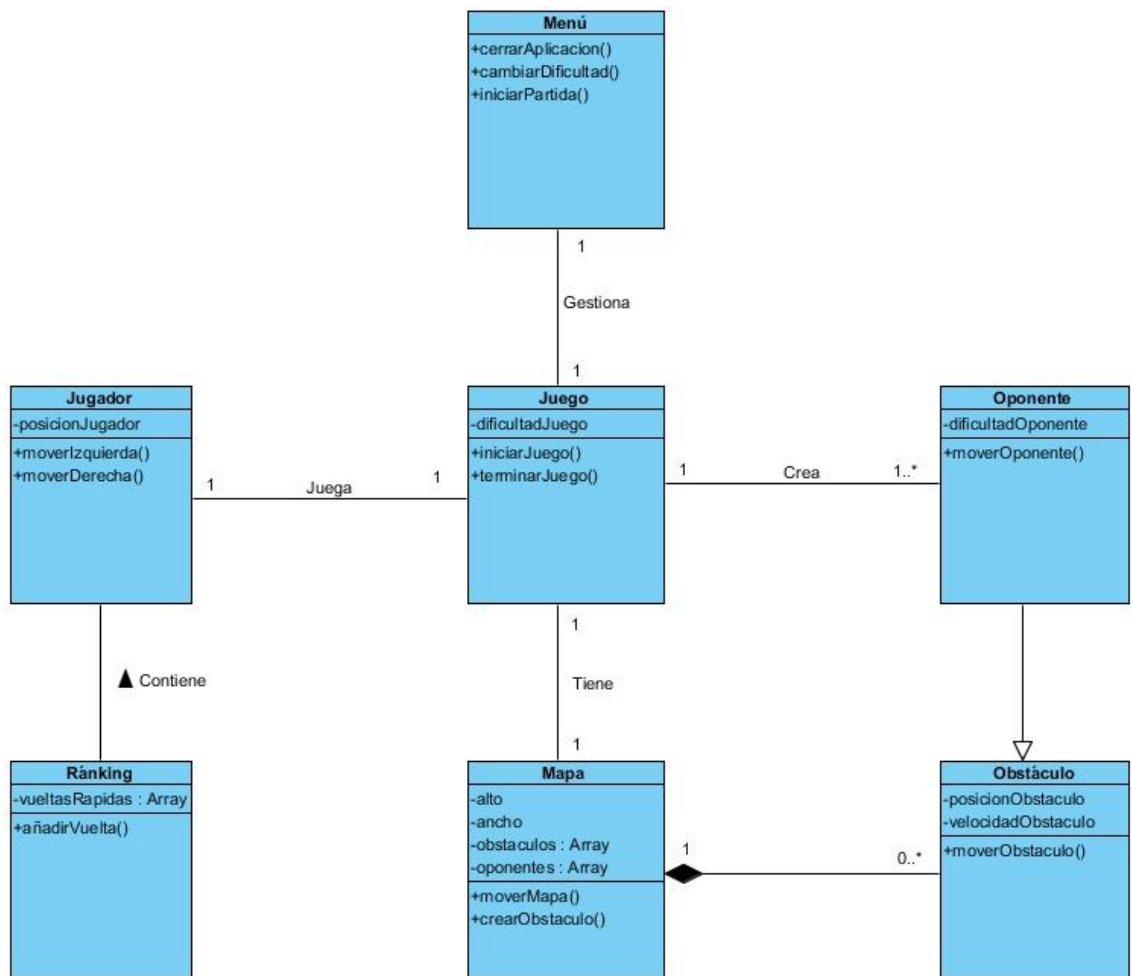 Menú
+cerrarAplicacion()
+cambiarDificultad()
+iniciarPartida()
1
Gestiona
1
Jugador
-posicionJugador
+moverIzquierda()
+moverDerecha()
1
Juega
1
Juego
-dificultadJuego
+iniciarJuego()
+terminarJuego()
1
Crea
1..*
Oponente
-dificultadOponente
+moverOponente()
Contiene
1
Tiene
1
Ránking
-vueltasRapidas : Array
+añadirVuelta()
Mapa
-alto
-ancho
-obstaculos : Array
-oponentes : Array
+moverMapa()
+crearObstaculo()
1
0..*
Obstáculo
-posicionObstaculo
-velocidadObstaculo
+moverObstaculo()